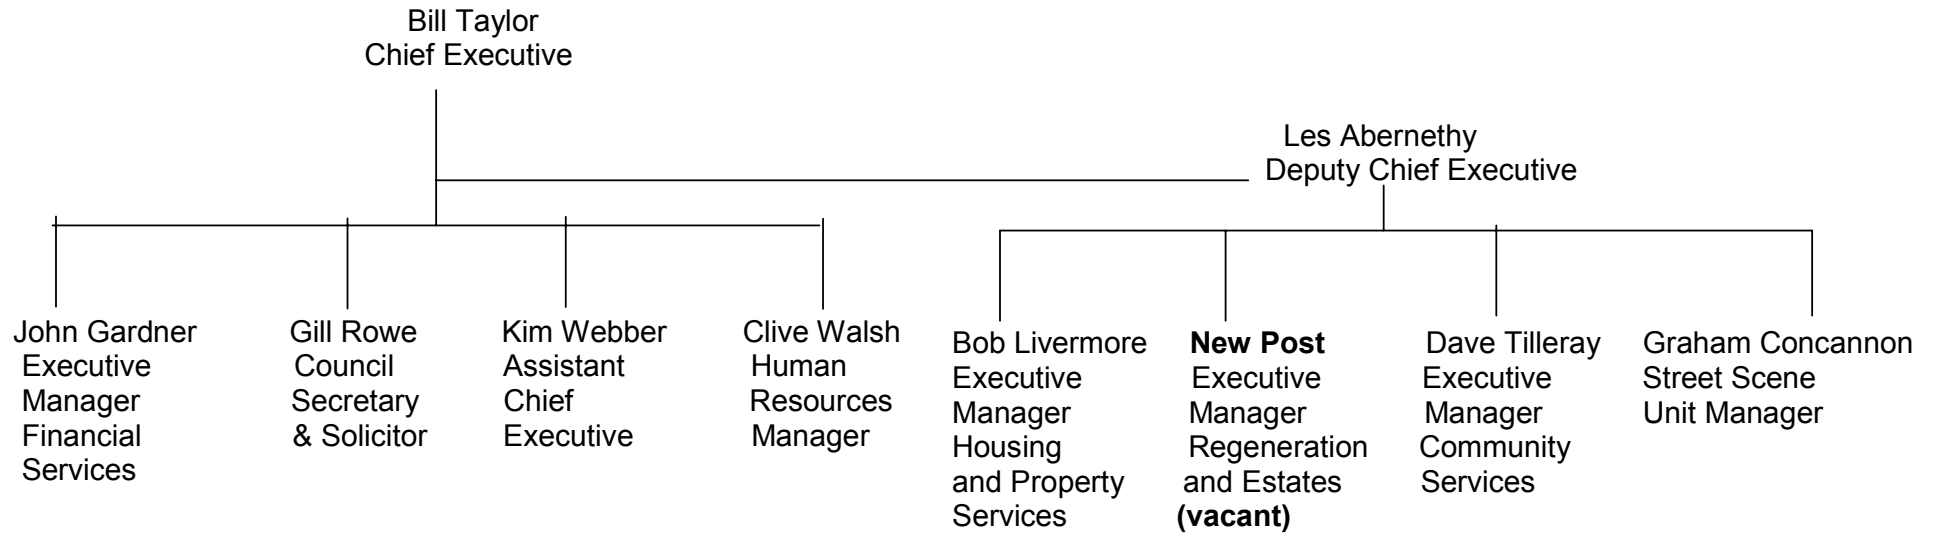 Bill Taylor
Chief Executive
Les Abernethy
Deputy Chief Executive
John Gardner
Executive
Manager
Financial
Services
Gill Rowe
Council
Secretary
& Solicitor
Kim Webber
Assistant
Chief
Executive
Clive Walsh
Human
Resources
Manager
Bob Livermore
Executive
Manager
Housing
and Property
Services
New Post
Executive
Manager
Regeneration
and Estates
(vacant)
Dave Tilleray
Executive
Manager
Community
Services
Graham Concannon
Street Scene
Unit Manager